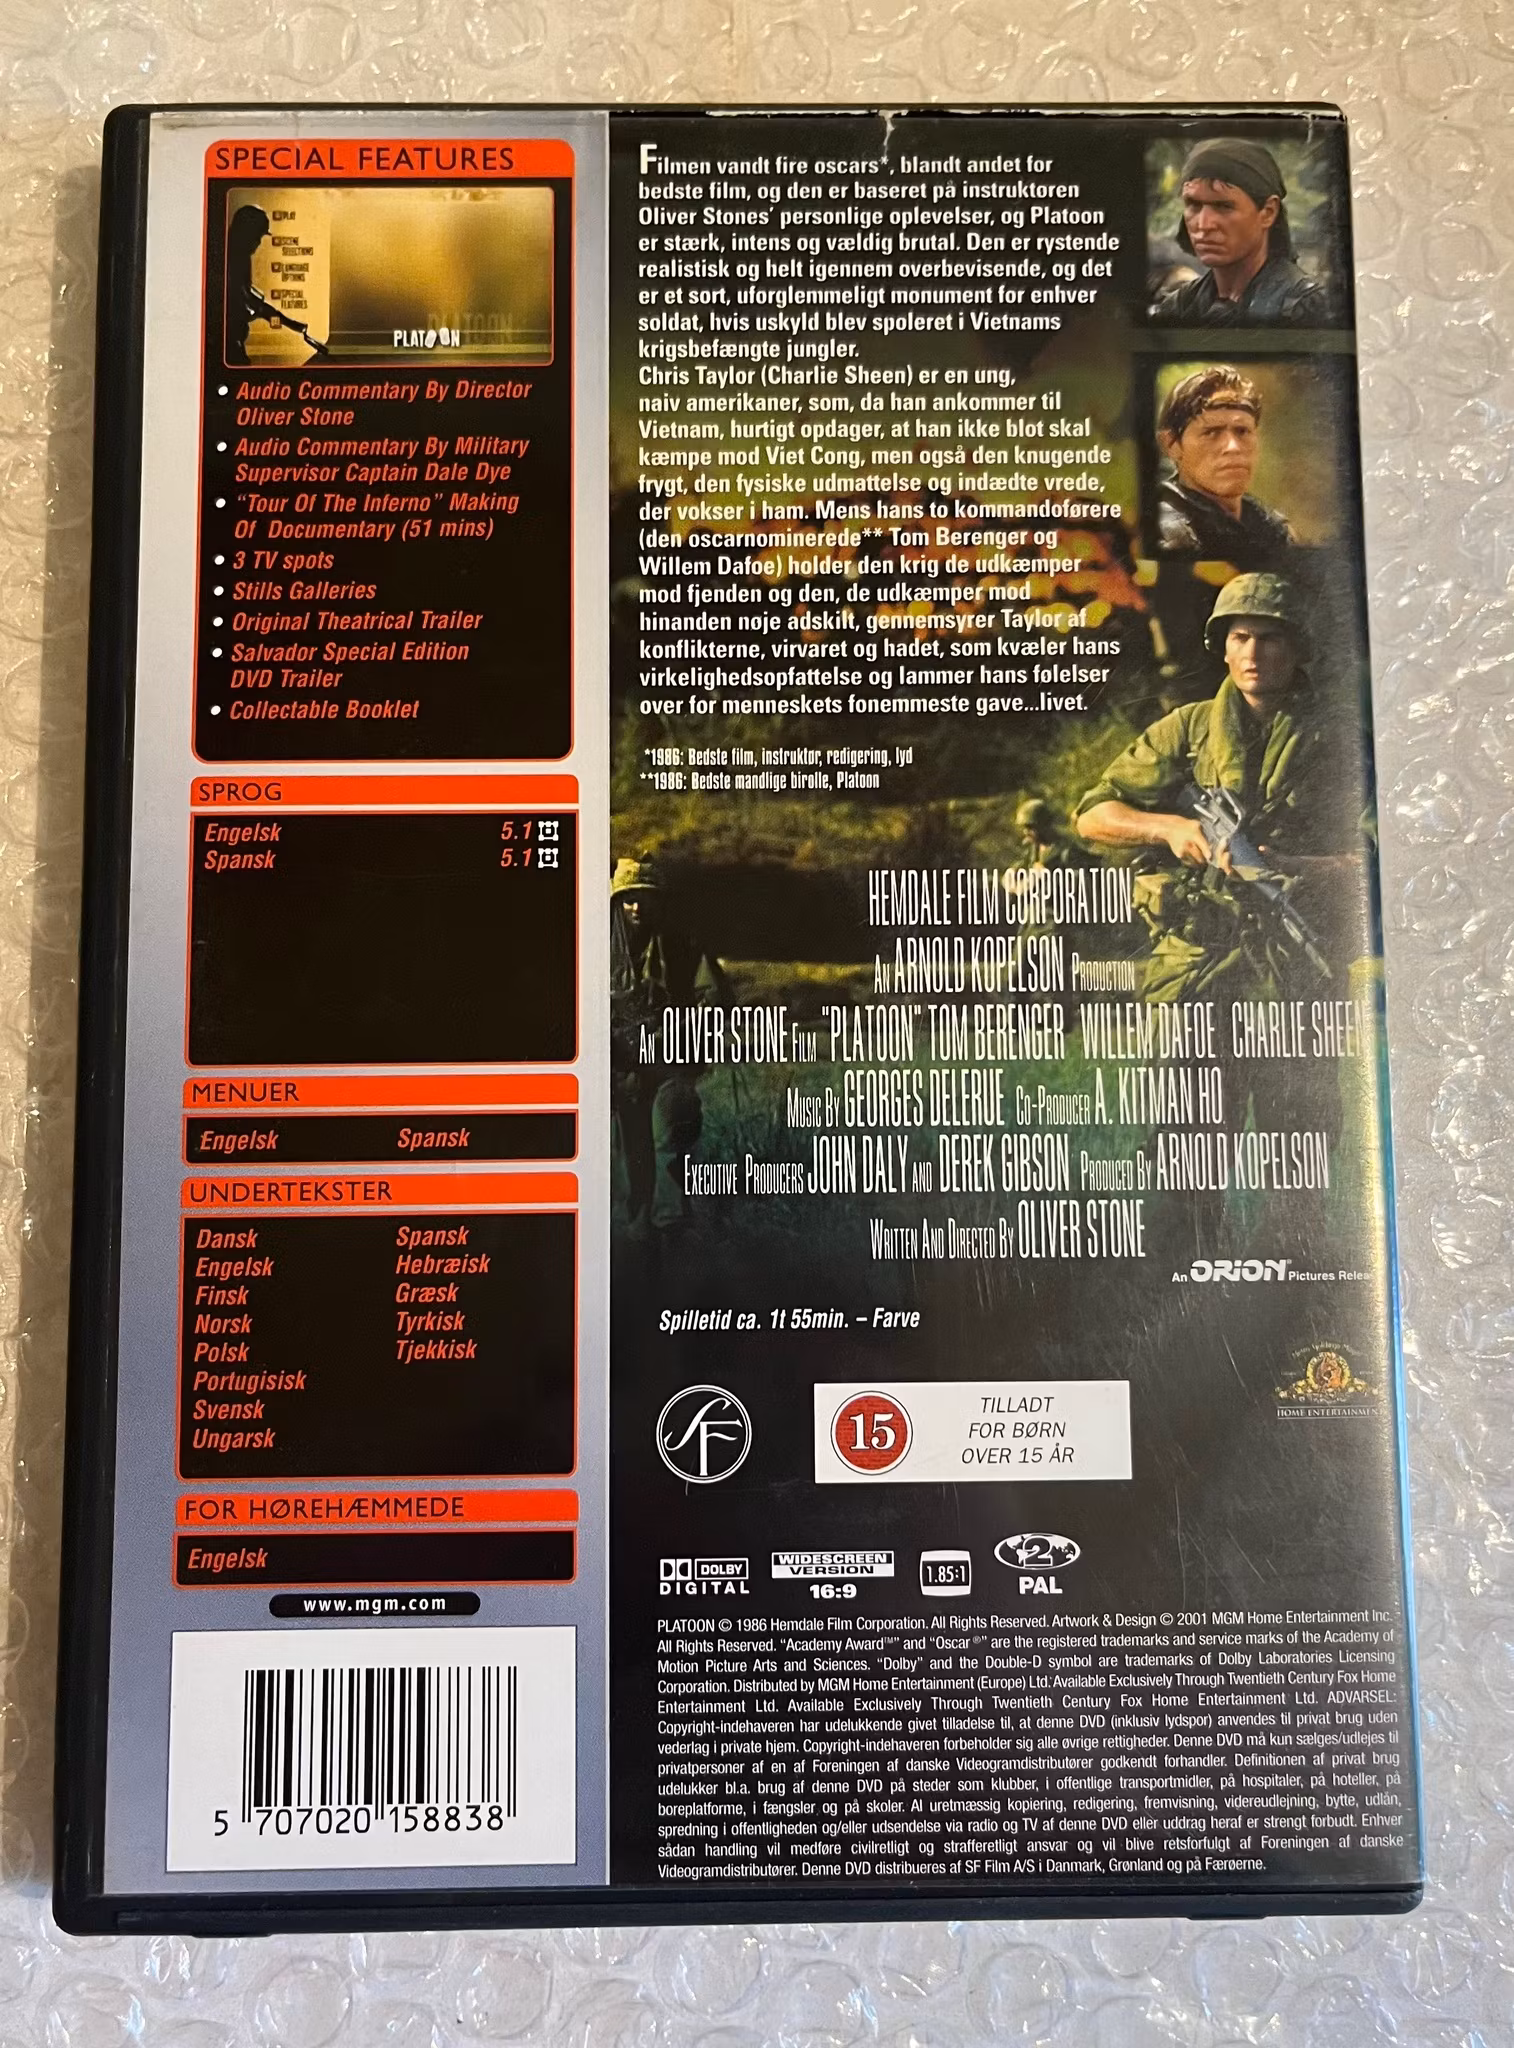 SPECIAL FEATURES
PLAY
SCENE
SELECTIONS
LANGUAGE
OPTIONS
SPECIAL
FEATURES
PLATOON
PLATOON
• Audio Commentary By Director
Oliver Stone
• Audio Commentary By Military
Supervisor Captain Dale Dye
• "Tour Of The Inferno" Making
Of Documentary (51 mins)
• 3 TV spots
• Stills Galleries
• Original Theatrical Trailer
• Salvador Special Edition
DVD Trailer
• Collectable Booklet
SPROG
Engelsk 5.1
Spansk 5.1
MENUER
Engelsk Spansk
UNDERTEKSTER
Dansk Spansk
Engelsk Hebræisk
Finsk Græsk
Norsk Tyrkisk
Polsk Tjekkisk
Portugisisk
Svensk
Ungarsk
FOR HØREHÆMMEDE
Engelsk
www.mgm.com
5 707020 158838
Filmen vandt fire oscars*, blandt andet for
bedste film, og den er baseret på instruktøren
Oliver Stones' personlige oplevelser, og Platoon
er stærk, intens og vældig brutal. Den er rystende
realistisk og helt igennem overbevisende, og det
er et sort, uforglemmeligt monument for enhver
soldat, hvis uskyld blev spoleret i Vietnams
krigsbefængte jungler.
Chris Taylor (Charlie Sheen) er en ung,
naiv amerikaner, som, da han ankommer til
Vietnam, hurtigt opdager, at han ikke blot skal
kæmpe mod Viet Cong, men også den knugende
frygt, den fysiske udmattelse og indædte vrede,
der vokser i ham. Mens hans to kommandoførere
(den oscarnominerede** Tom Berenger og
Willem Dafoe) holder den krig de udkæmper
mod fjenden og den, de udkæmper mod
hinanden nøje adskilt, gennemsyrer Taylor af
konflikterne, virvaret og hadet, som kvæler hans
virkelighedsopfattelse og lammer hans følelser
over for menneskets fonemmeste gave...livet.
*1986: Bedste film, instruktør, redigering, lyd
**1986: Bedste mandlige birolle, Platoon
HEMDALE FILM CORPORATION
AN ARNOLD KOPELSON PRODUCTION
AN OLIVER STONE FILM "PLATOON" TOM BERENGER WILLEM DAFOE CHARLIE SHEEN
MUSIC BY GEORGES DELERUE CO-PRODUCER A. KITMAN HO
EXECUTIVE PRODUCERS JOHN DALY AND DEREK GIBSON PRODUCED BY ARNOLD KOPELSON
WRITTEN AND DIRECTED BY OLIVER STONE
An ORION Pictures Relea
Spilletid ca. 1t 55min. – Farve
SF
15
TILLADT
FOR BØRN
OVER 15 ÅR
HOME ENTERTAINMEN
DOLBY
DIGITAL
WIDESCREEN
VERSION
16:9
1.85:1
2
PAL
PLATOON © 1986 Hemdale Film Corporation. All Rights Reserved. Artwork & Design © 2001 MGM Home Entertainment Inc.
All Rights Reserved. "Academy Award™" and "Oscar®" are the registered trademarks and service marks of the Academy of
Motion Picture Arts and Sciences. "Dolby" and the Double-D symbol are trademarks of Dolby Laboratories Licensing
Corporation. Distributed by MGM Home Entertainment (Europe) Ltd. Available Exclusively Through Twentieth Century Fox Home
Entertainment Ltd. Available Exclusively Through Twentieth Century Fox Home Entertainment Ltd. ADVARSEL:
Copyright-indehaveren har udelukkende givet tilladelse til, at denne DVD (inklusiv lydspor) anvendes til privat brug uden
vederlag i private hjem. Copyright-indehaveren forbeholder sig alle øvrige rettigheder. Denne DVD må kun sælges/udlejes til
privatpersoner af en af Foreningen af danske Videogramdistributører godkendt forhandler. Definitionen af privat brug
udelukker bl.a. brug af denne DVD på steder som klubber, i offentlige transportmidler, på hospitaler, på hoteller, på
boreplatforme, i fængsler og på skoler. Al uretmæssig kopiering, redigering, fremvisning, videreudlejning, bytte, udlån,
spredning i offentligheden og/eller udsendelse via radio og TV af denne DVD eller uddrag heraf er strengt forbudt. Enhver
sådan handling vil medføre civilretligt og strafferetligt ansvar og vil blive retsforfulgt af Foreningen af danske
Videogramdistributører. Denne DVD distribueres af SF Film A/S i Danmark, Grønland og på Færøerne.